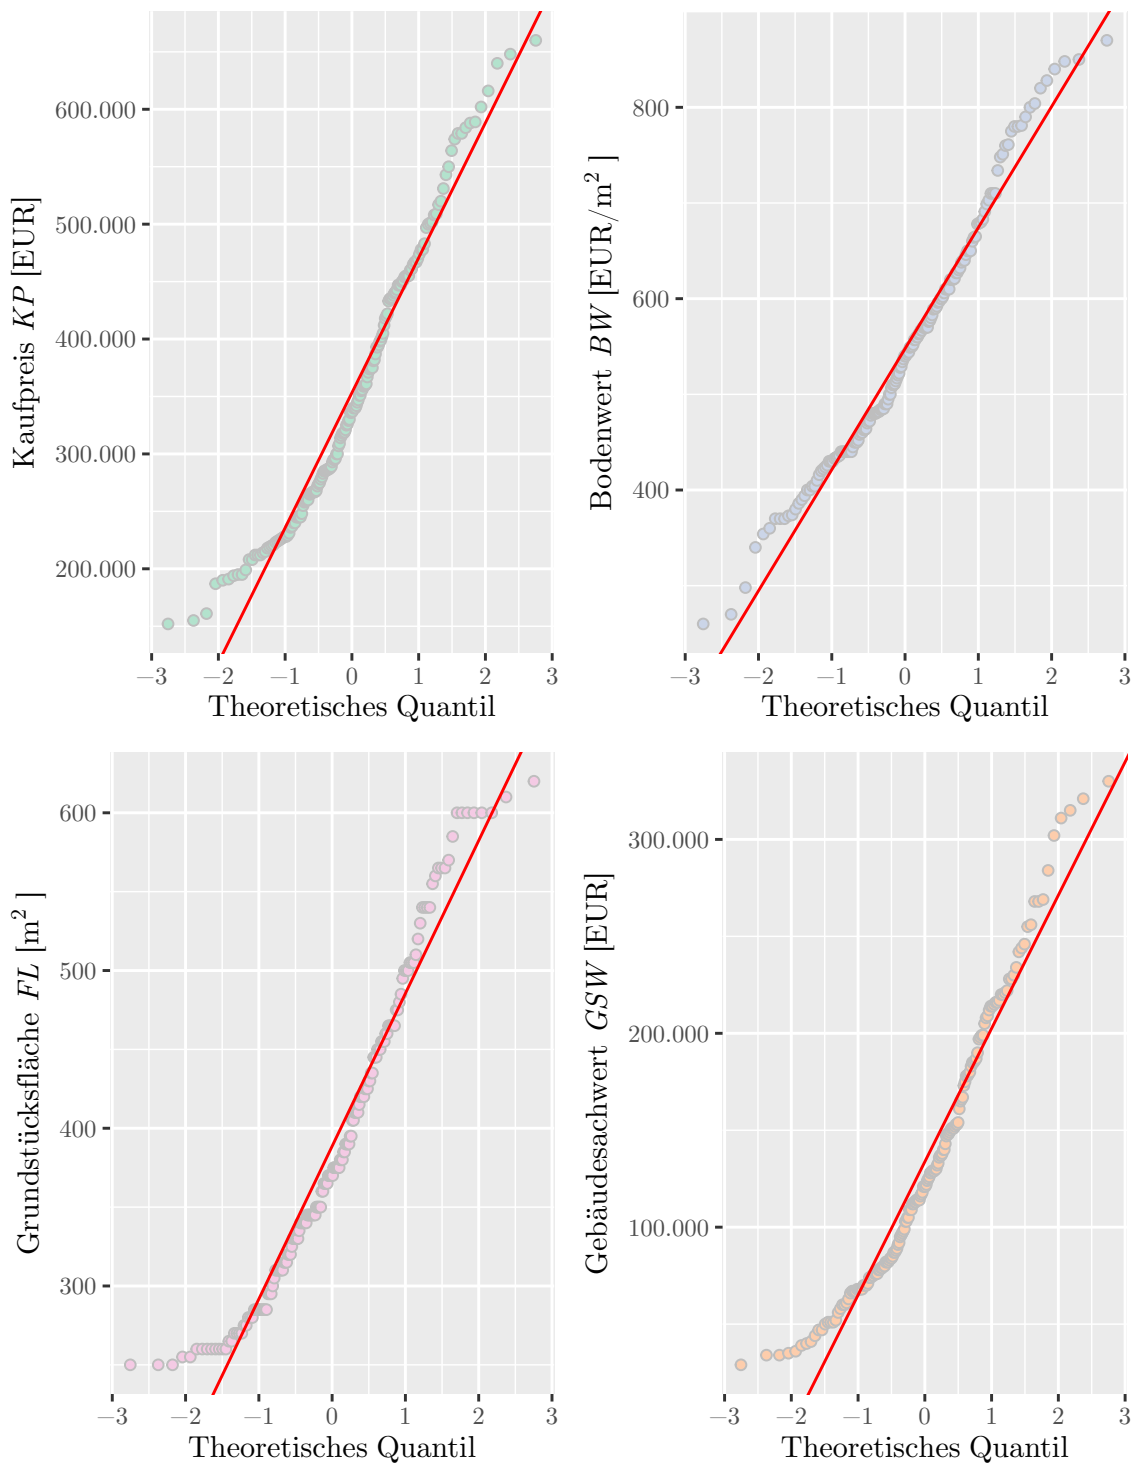 Kaufpreis KP [EUR]
600.000
500.000
400.000
300.000
200.000
−3 −2 −1 0 1 2 3
Theoretisches Quantil
Bodenwert BW [EUR/m² ]
800
600
400
−3 −2 −1 0 1 2 3
Theoretisches Quantil
Grundstücksfläche FL [m² ]
600
500
400
300
−3 −2 −1 0 1 2 3
Theoretisches Quantil
Gebäudesachwert GSW [EUR]
300.000
200.000
100.000
−3 −2 −1 0 1 2 3
Theoretisches Quantil